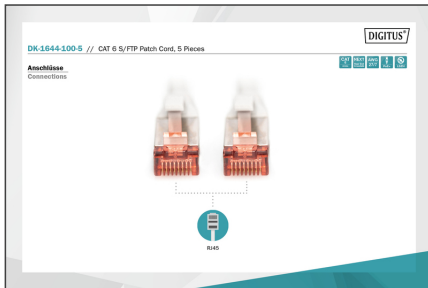 DIGITUS®
DK-1644-100-5 // CAT 6 S/FTP Patch Cord, 5 Pieces
Anschlüsse
Connections
RJ45